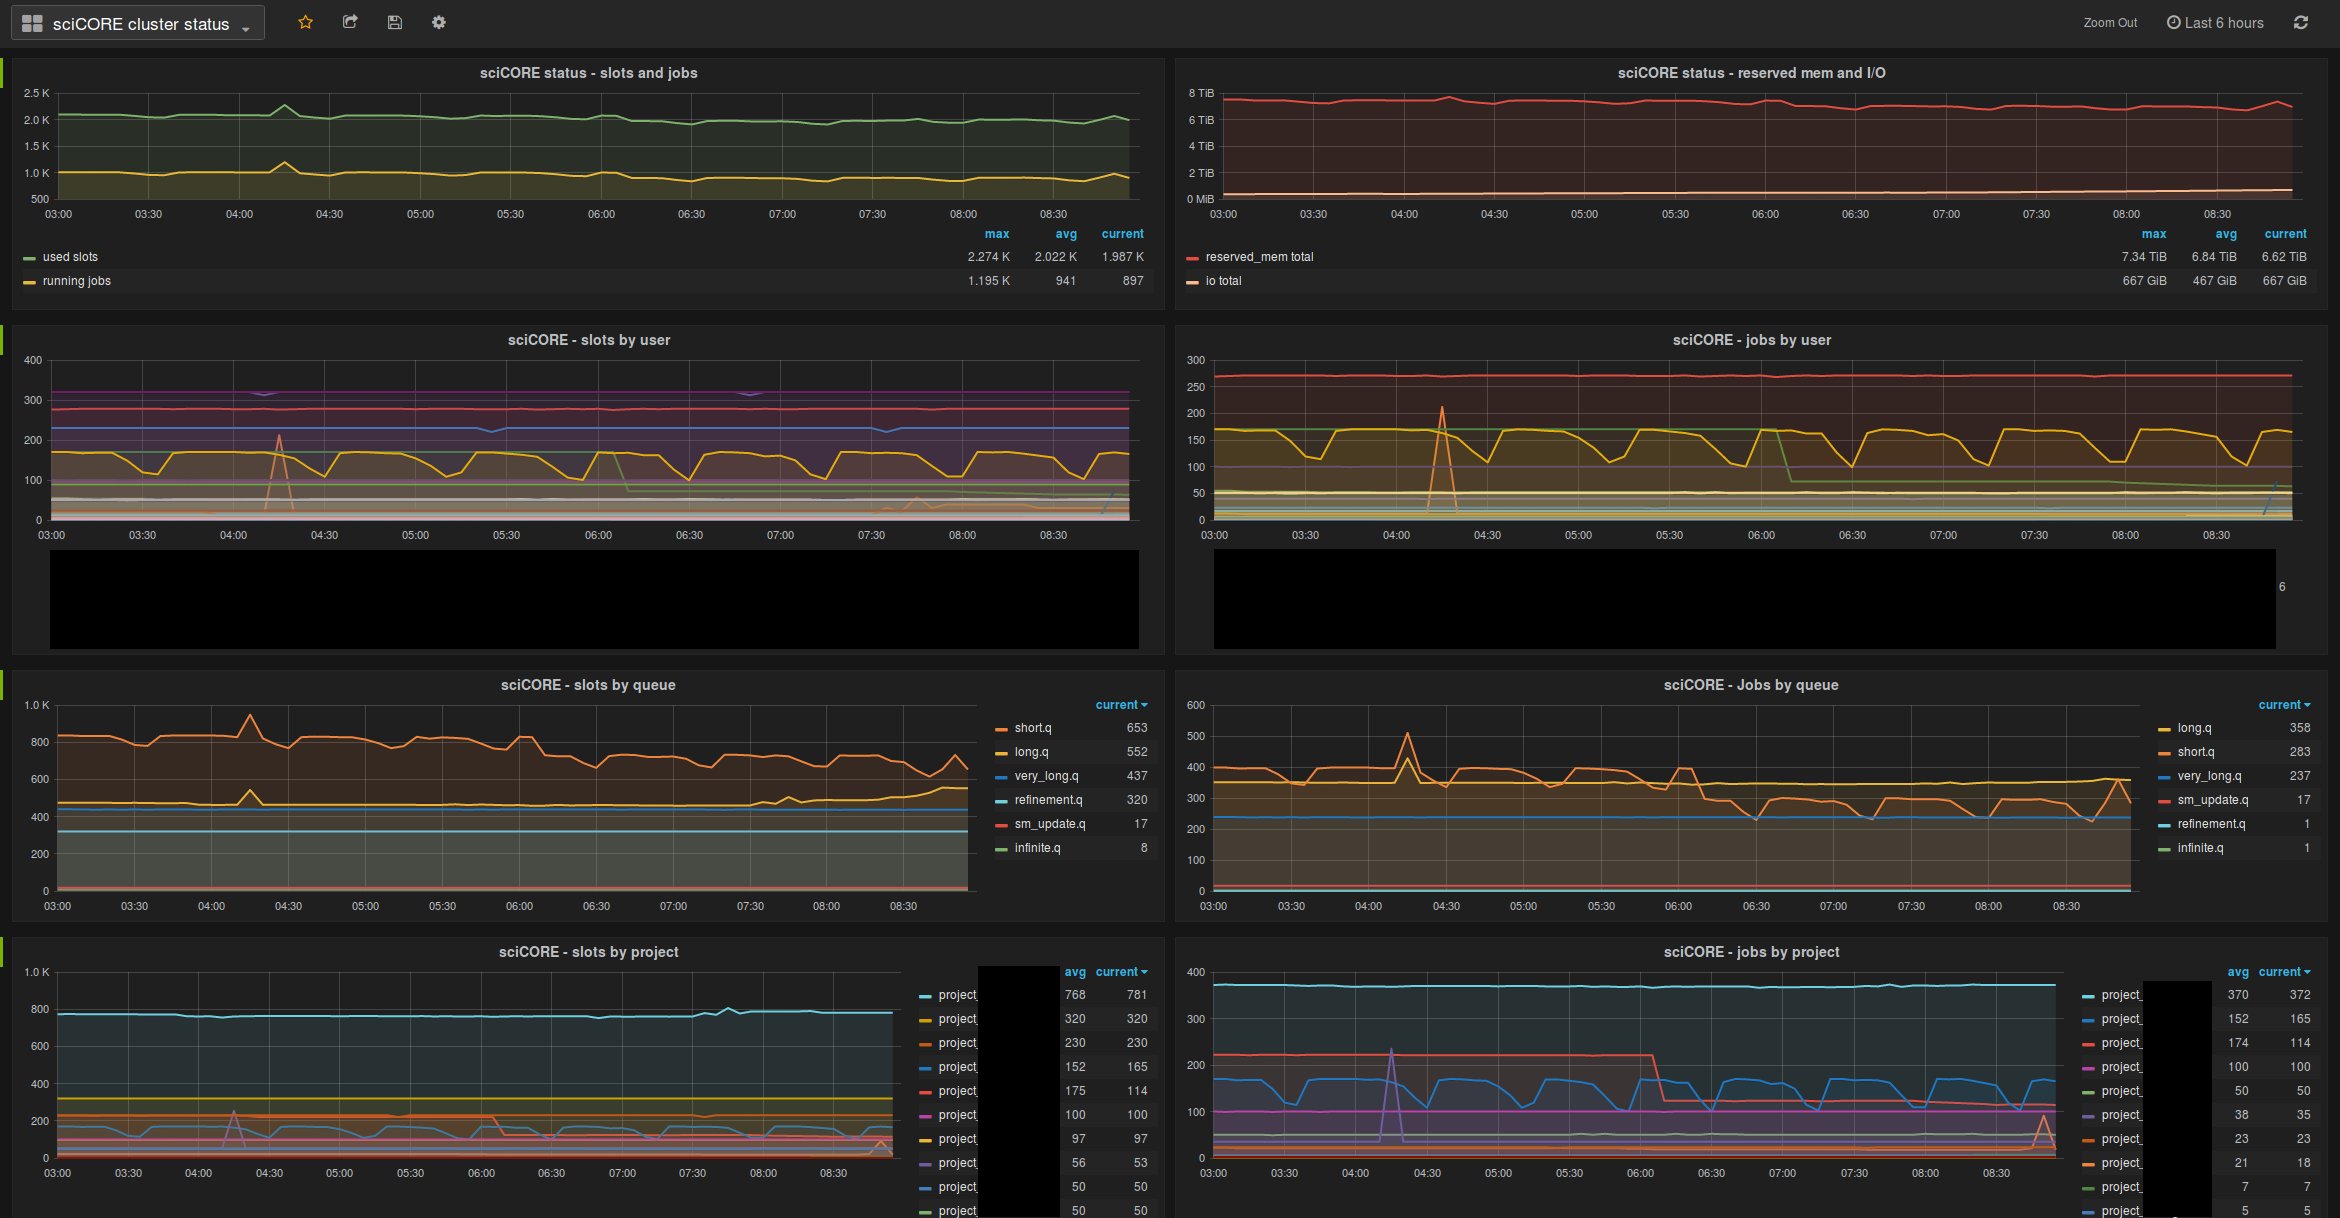 sciCORE cluster status
Zoom Out Last 6 hours
sciCORE status - slots and jobs
2.5 K
2.0 K
1.5 K
1.0 K
500
03:00 03:30 04:00 04:30 05:00 05:30 06:00 06:30 07:00 07:30 08:00 08:30
max avg current
used slots 2.274 K 2.022 K 1.987 K
running jobs 1.195 K 941 897
sciCORE status - reserved mem and I/O
8 TiB
6 TiB
4 TiB
2 TiB
0 MiB
03:00 03:30 04:00 04:30 05:00 05:30 06:00 06:30 07:00 07:30 08:00 08:30
max avg current
reserved_mem total 7.34 TiB 6.84 TiB 6.62 TiB
io total 667 GiB 467 GiB 667 GiB
sciCORE - slots by user
400
300
200
100
0
03:00 03:30 04:00 04:30 05:00 05:30 06:00 06:30 07:00 07:30 08:00 08:30
sciCORE - jobs by user
300
250
200
150
100
50
0
03:00 03:30 04:00 04:30 05:00 05:30 06:00 06:30 07:00 07:30 08:00 08:30
6
sciCORE - slots by queue
1.0 K
800
600
400
200
0
03:00 03:30 04:00 04:30 05:00 05:30 06:00 06:30 07:00 07:30 08:00 08:30
current
short.q 653
long.q 552
very_long.q 437
refinement.q 320
sm_update.q 17
infinite.q 8
sciCORE - Jobs by queue
600
500
400
300
200
100
0
03:00 03:30 04:00 04:30 05:00 05:30 06:00 06:30 07:00 07:30 08:00 08:30
current
long.q 358
short.q 283
very_long.q 237
sm_update.q 17
refinement.q 1
infinite.q 1
sciCORE - slots by project
1.0 K
800
600
400
200
0
03:00 03:30 04:00 04:30 05:00 05:30 06:00 06:30 07:00 07:30 08:00 08:30
avg current
project_ 768 781
project_ 320 320
project_ 230 230
project_ 152 165
project_ 175 114
project_ 100 100
project_ 97 97
project_ 56 53
project_ 50 50
project_ 50 50
sciCORE - jobs by project
400
300
200
100
0
03:00 03:30 04:00 04:30 05:00 05:30 06:00 06:30 07:00 07:30 08:00 08:30
avg current
project_ 370 372
project_ 152 165
project_ 174 114
project_ 100 100
project_ 50 50
project_ 38 35
project_ 23 23
project_ 21 18
project_ 7 7
project_ 5 5